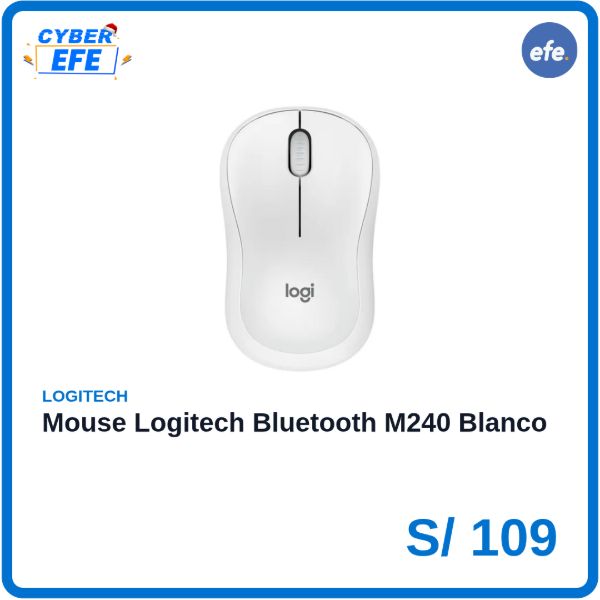 CYBER
EFE
efe.
logi
LOGITECH
Mouse Logitech Bluetooth M240 Blanco
S/ 109